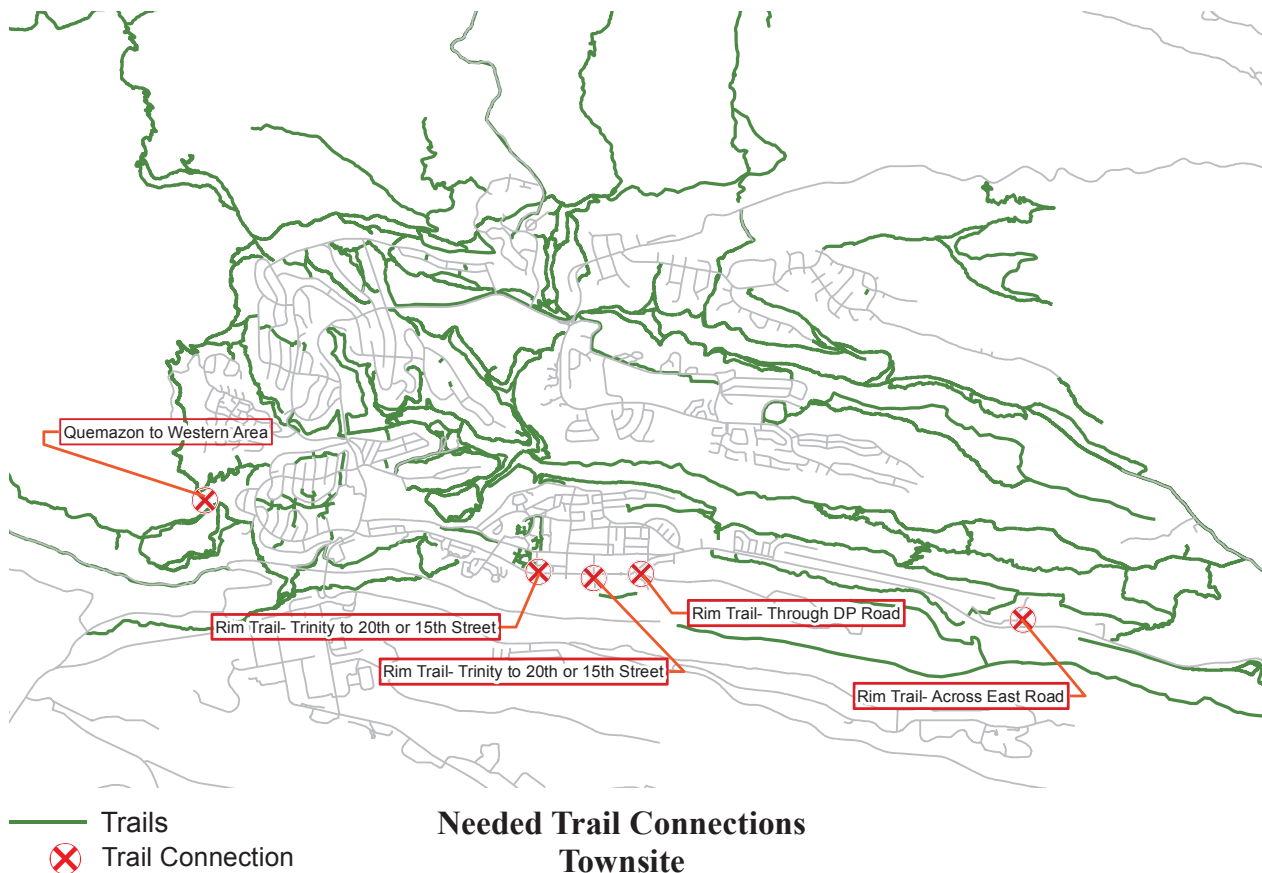 Quemazon to Western Area
Rim Trail- Through DP Road
Rim Trail- Trinity to 20th or 15th Street
Rim Trail- Trinity to 20th or 15th Street
Rim Trail- Across East Road
Trails
Trail Connection
Needed Trail Connections
Townsite